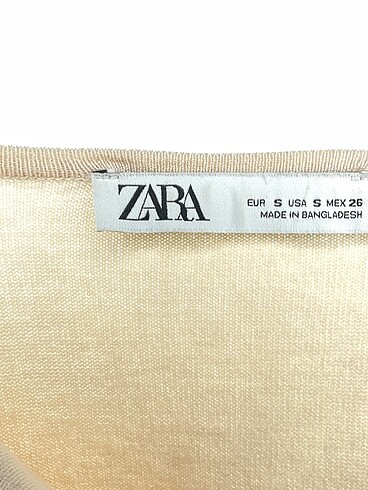 ZARA
EUR S USA S MEX 26
MADE IN BANGLADESH